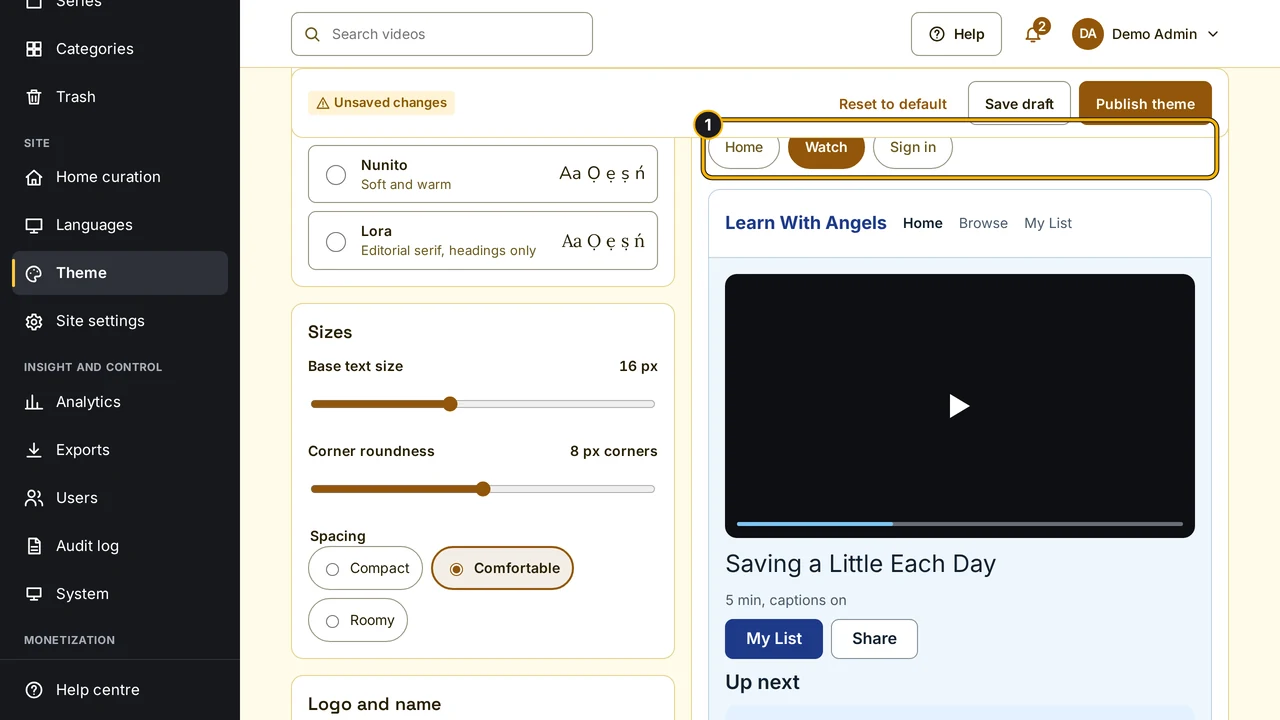 Series
Categories
Trash
SITE
Home curation
Languages
Theme
Site settings
INSIGHT AND CONTROL
Analytics
Exports
Users
Audit log
System
MONETIZATION
Help centre
Search videos
Help
2
DA
Demo Admin
Unsaved changes
Reset to default
Save draft
Publish theme
Nunito
Soft and warm
Aa Ọ ẹ ṣ ń
Lora
Editorial serif, headings only
Aa Ọ ẹ ṣ ń
Sizes
Base text size
16 px
Corner roundness
8 px corners
Spacing
Compact
Comfortable
Roomy
Logo and name
1
Home
Watch
Sign in
Learn With Angels
Home
Browse
My List
Saving a Little Each Day
5 min, captions on
My List
Share
Up next